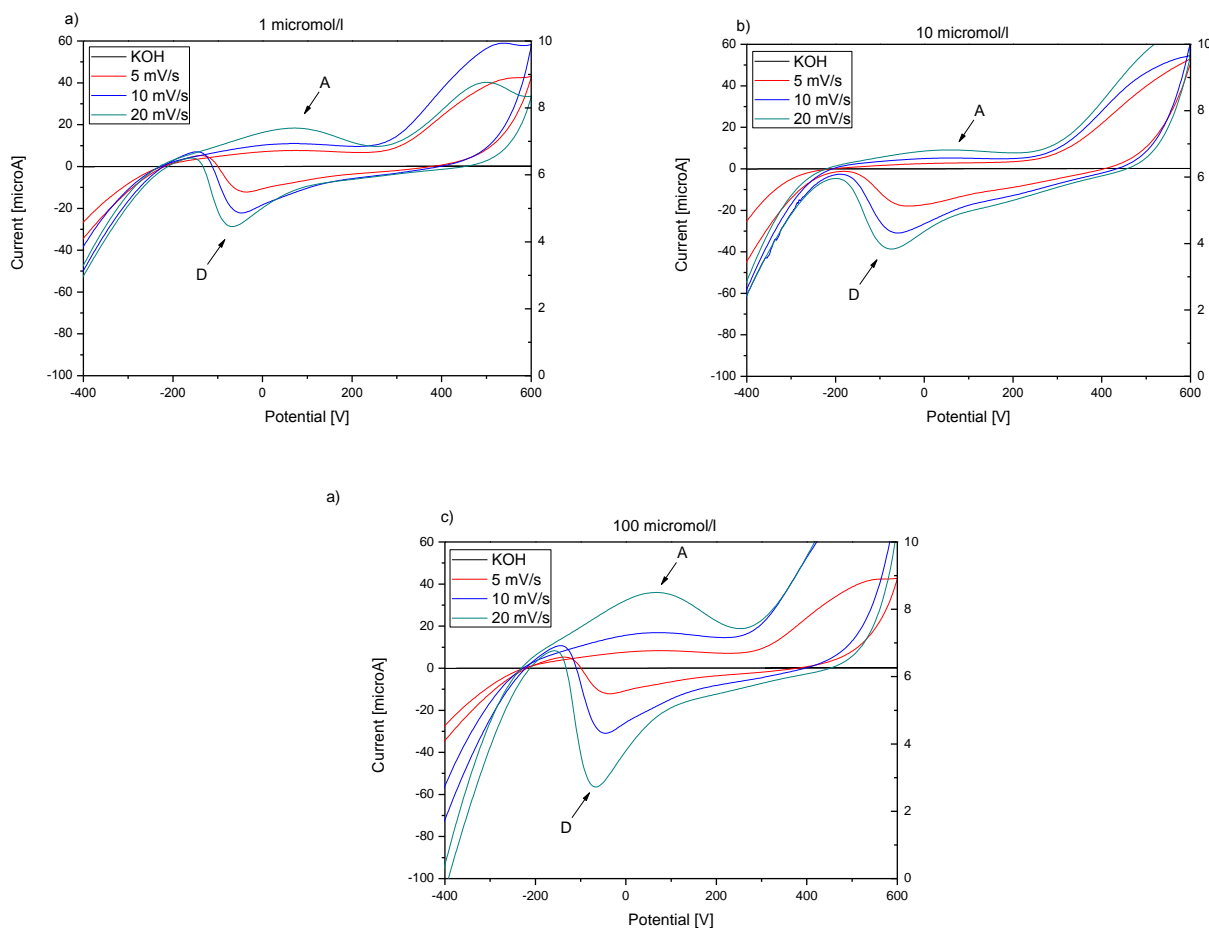 a)
1 micromol/l
KOH
5 mV/s
10 mV/s
20 mV/s
A
D
60
40
20
0
-20
-40
-60
-80
-100
10
8
6
4
2
0
-400 -200 0 200 400 600
Current [microA]
Potential [V]
b)
10 micromol/l
KOH
5 mV/s
10 mV/s
20 mV/s
A
D
60
40
20
0
-20
-40
-60
-80
-100
10
8
6
4
2
0
-400 -200 0 200 400 600
Current [microA]
Potential [V]
a)
c)
100 micromol/l
KOH
5 mV/s
10 mV/s
20 mV/s
A
D
60
40
20
0
-20
-40
-60
-80
-100
10
8
6
4
2
0
-400 -200 0 200 400 600
Current [microA]
Potential [V]